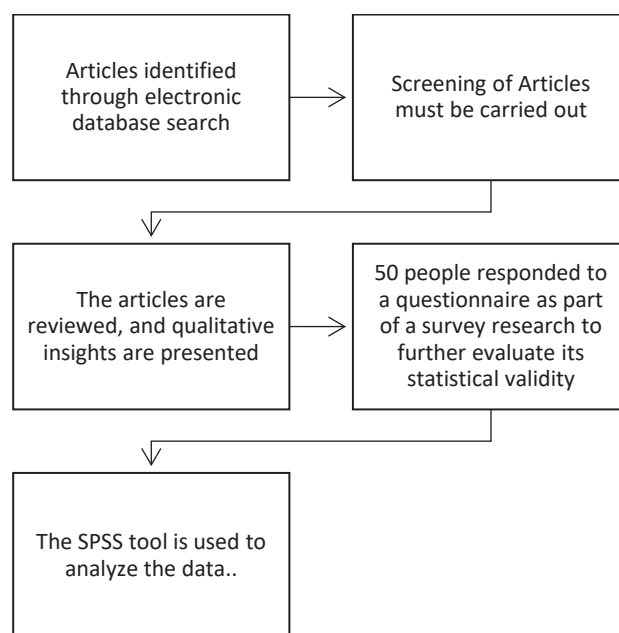 Articles identified
through electronic
database search
Screening of Articles
must be carried out
The articles are
reviewed, and qualitative
insights are presented
50 people responded to
a questionnaire as part
of a survey research to
further evaluate its
statistical validity
The SPSS tool is used to
analyze the data..